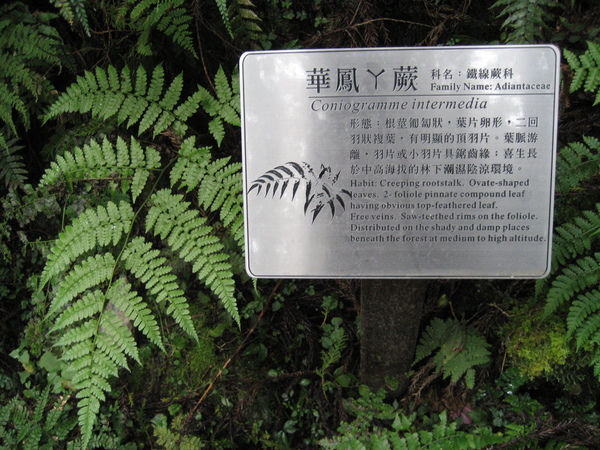 華鳳丫蕨 科名：鐵線蕨科
Family Name: Adiantaceae
Coniogramme intermedia
形態：根莖匍匐狀，葉片卵形，二回
羽狀複葉，有明顯的頂羽片。葉脈游
離，羽片或小羽片具鋸齒緣；喜生長
於中高海拔的林下潮濕陰涼環境。
Habit: Creeping rootstalk. Ovate-shaped
leaves. 2- foliole pinnate compound leaf
having obvious top-feathered leaf.
Free veins. Saw-teethed rims on the foliole.
Distributed on the shady and damp places
beneath the forest at medium to high altitude.